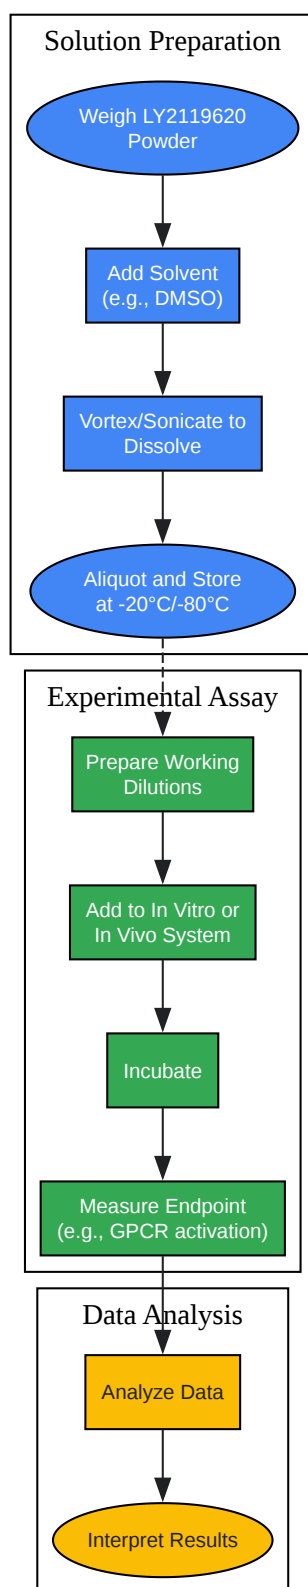 Solution Preparation
Weigh LY2119620
Powder
Add Solvent
(e.g., DMSO)
Vortex/Sonicate to
Dissolve
Aliquot and Store
at -20°C/-80°C
Experimental Assay
Prepare Working
Dilutions
Add to In Vitro or
In Vivo System
Incubate
Measure Endpoint
(e.g., GPCR activation)
Data Analysis
Analyze Data
Interpret Results